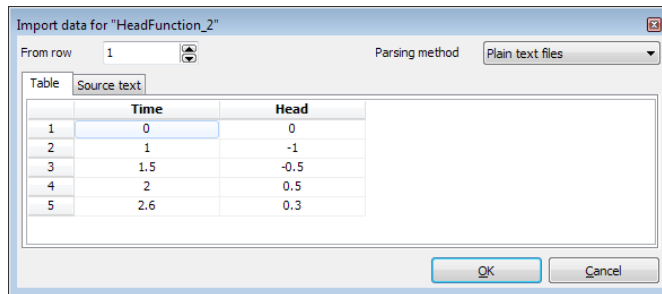 Import data for "HeadFunction_2"
From row 1 Parsing method Plain text files
Table Source text
Time Head
1 0 0
2 1 -1
3 1.5 -0.5
4 2 0.5
5 2.6 0.3
OK Cancel